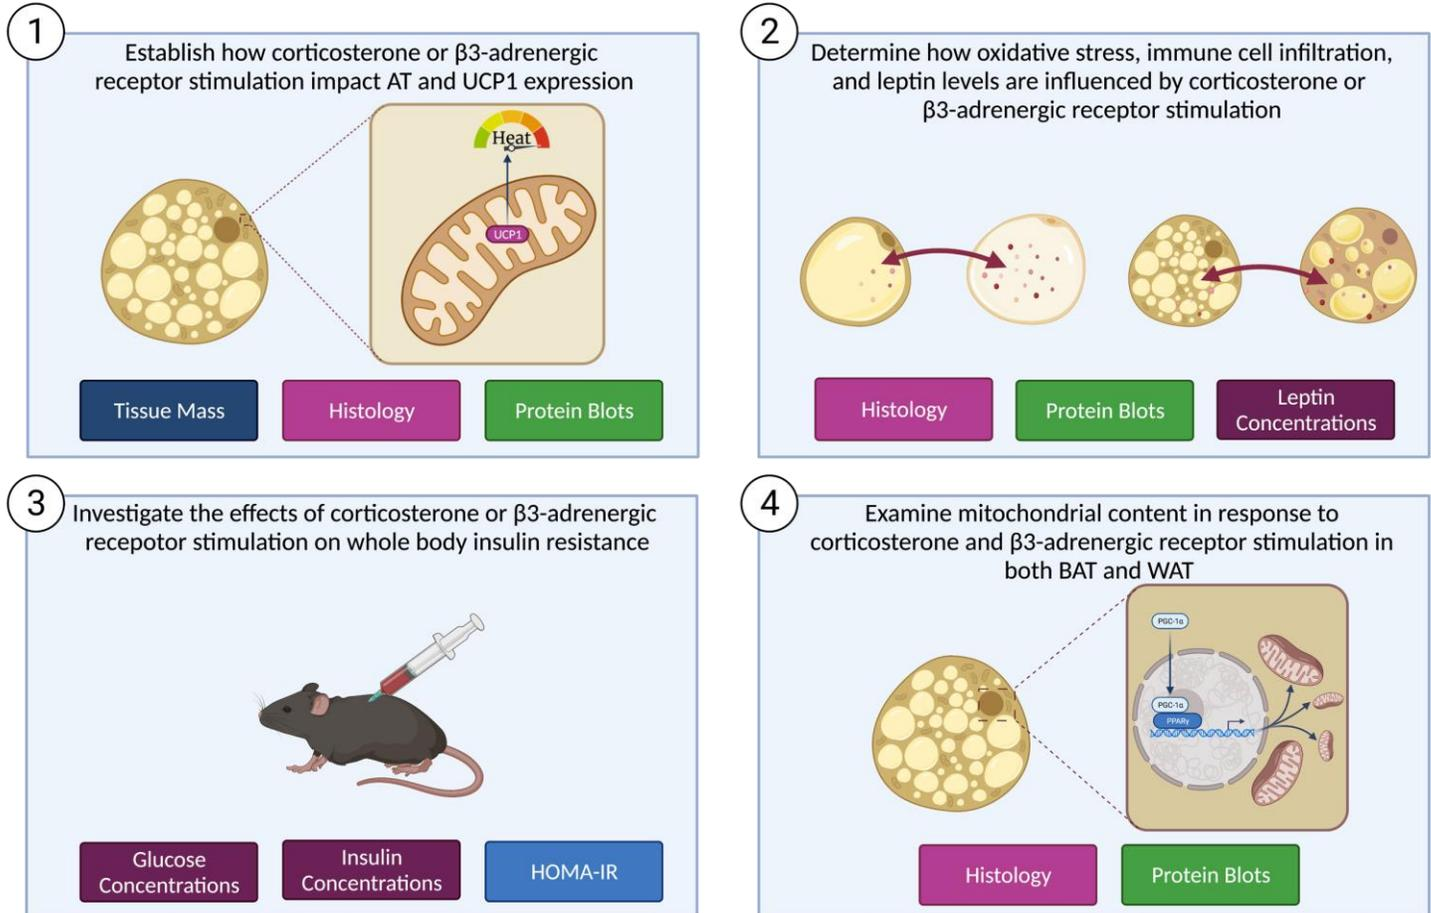 1
Establish how corticosterone or β3-adrenergic
receptor stimulation impact AT and UCP1 expression
Heat
UCP1
Tissue Mass
Histology
Protein Blots
2
Determine how oxidative stress, immune cell infiltration,
and leptin levels are influenced by corticosterone or
β3-adrenergic receptor stimulation
Histology
Protein Blots
Leptin
Concentrations
3
Investigate the effects of corticosterone or β3-adrenergic
recepotor stimulation on whole body insulin resistance
Glucose
Concentrations
Insulin
Concentrations
HOMA-IR
4
Examine mitochondrial content in response to
corticosterone and β3-adrenergic receptor stimulation in
both BAT and WAT
PGC-1α
PGC-1α
PPARγ
Histology
Protein Blots